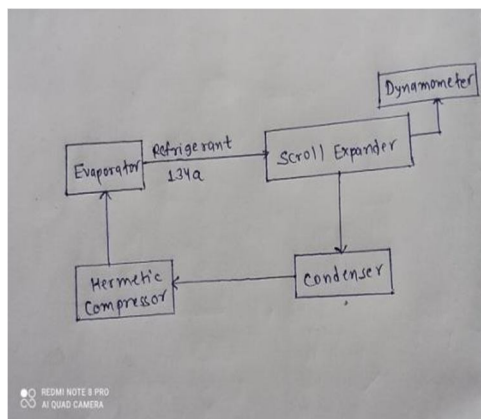 Dynamometer
Refrigerant
134a
Scroll Expander
Evaporator
Hermetic
Compressor
Condenser
REDMI NOTE 8 PRO
AI QUAD CAMERA